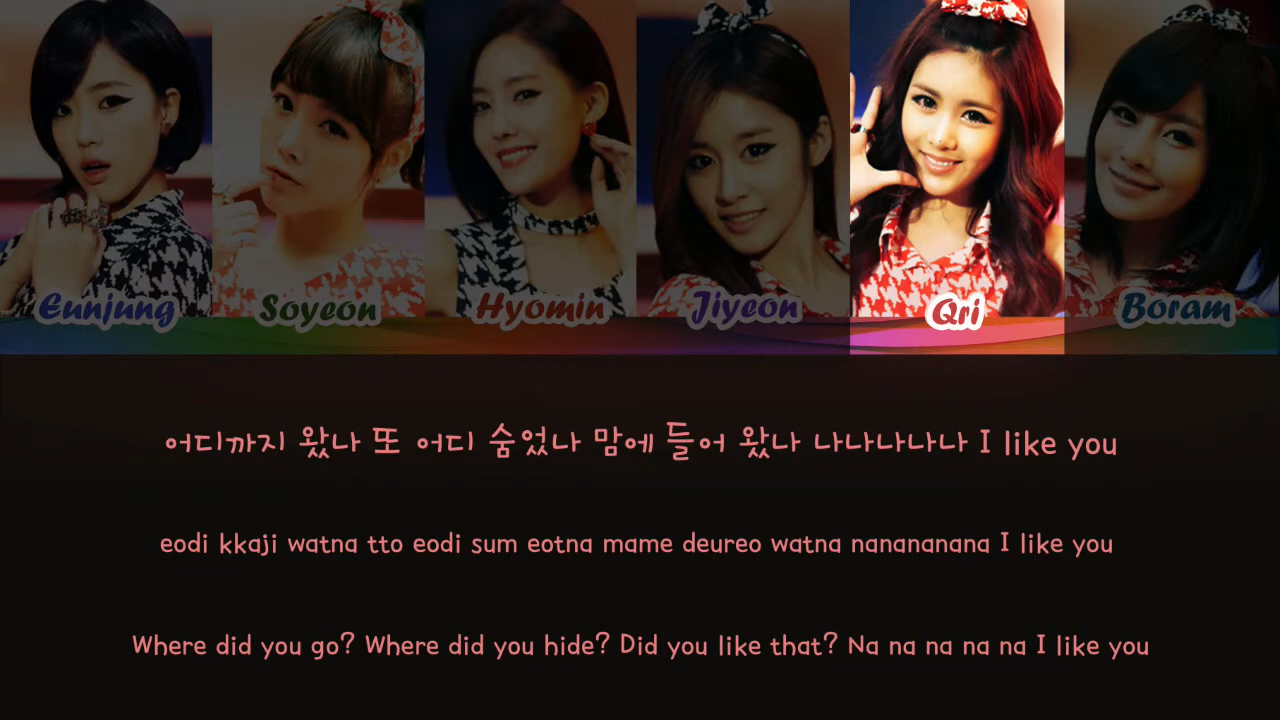 Eunjung Soyeon Hyomin Jiyeon Qri Boram
어디까지 왔나 또 어디 숨었나 맘에 들어 왔나 나나나나나나 I like you
eodi kkaji watna tto eodi sum eotna mame deureo watna nanananana I like you
Where did you go? Where did you hide? Did you like that? Na na na na na I like you